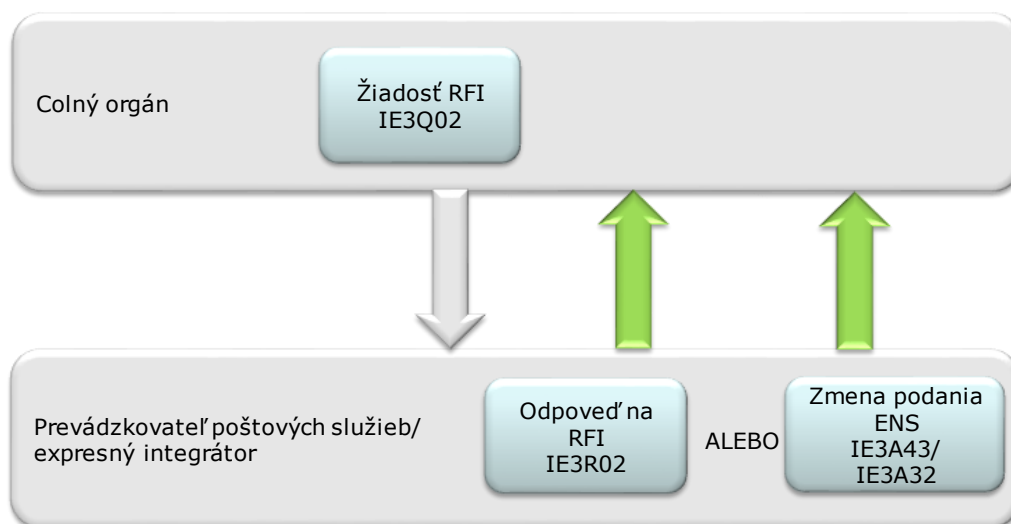 Colný orgán
Žiadosť RFI
IE3Q02
Prevádzkovateľ poštových služieb/
expresný integrátor
Odpoveď na
RFI
IE3R02
ALEBO
Zmena podania
ENS
IE3A43/
IE3A32